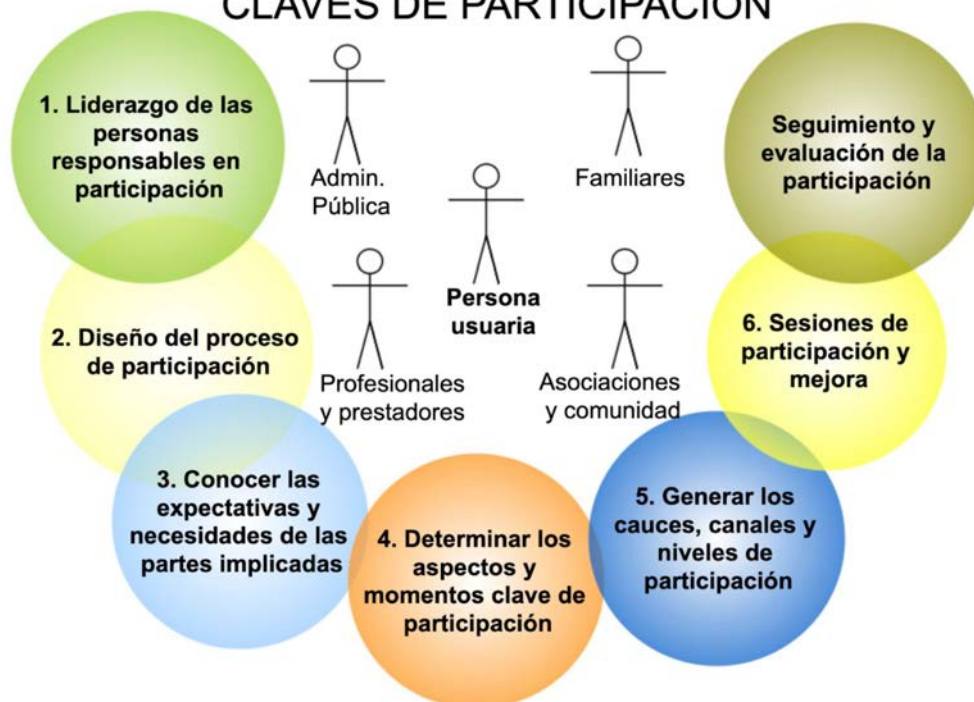 CLAVES DE PARTICIPACIÓN
1. Liderazgo de las
personas
responsables en
participación
Admin.
Pública
Familiares
Seguimiento y
evaluación de la
participación
Persona
usuaria
2. Diseño del proceso
de participación
Profesionales
y prestadores
Asociaciones
y comunidad
6. Sesiones de
participación y
mejora
3. Conocer las
expectativas y
necesidades de las
partes implicadas
4. Determinar los
aspectos y
momentos clave de
participación
5. Generar los
cauces, canales y
niveles de
participación